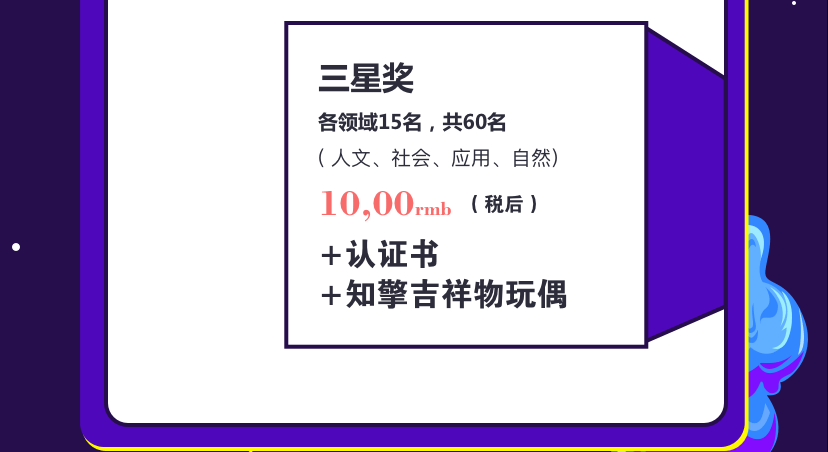 三星奖
各领域15名，共60名
（人文、社会、应用、自然）
10,00rmb （税后）
+认证书
+知擎吉祥物玩偶